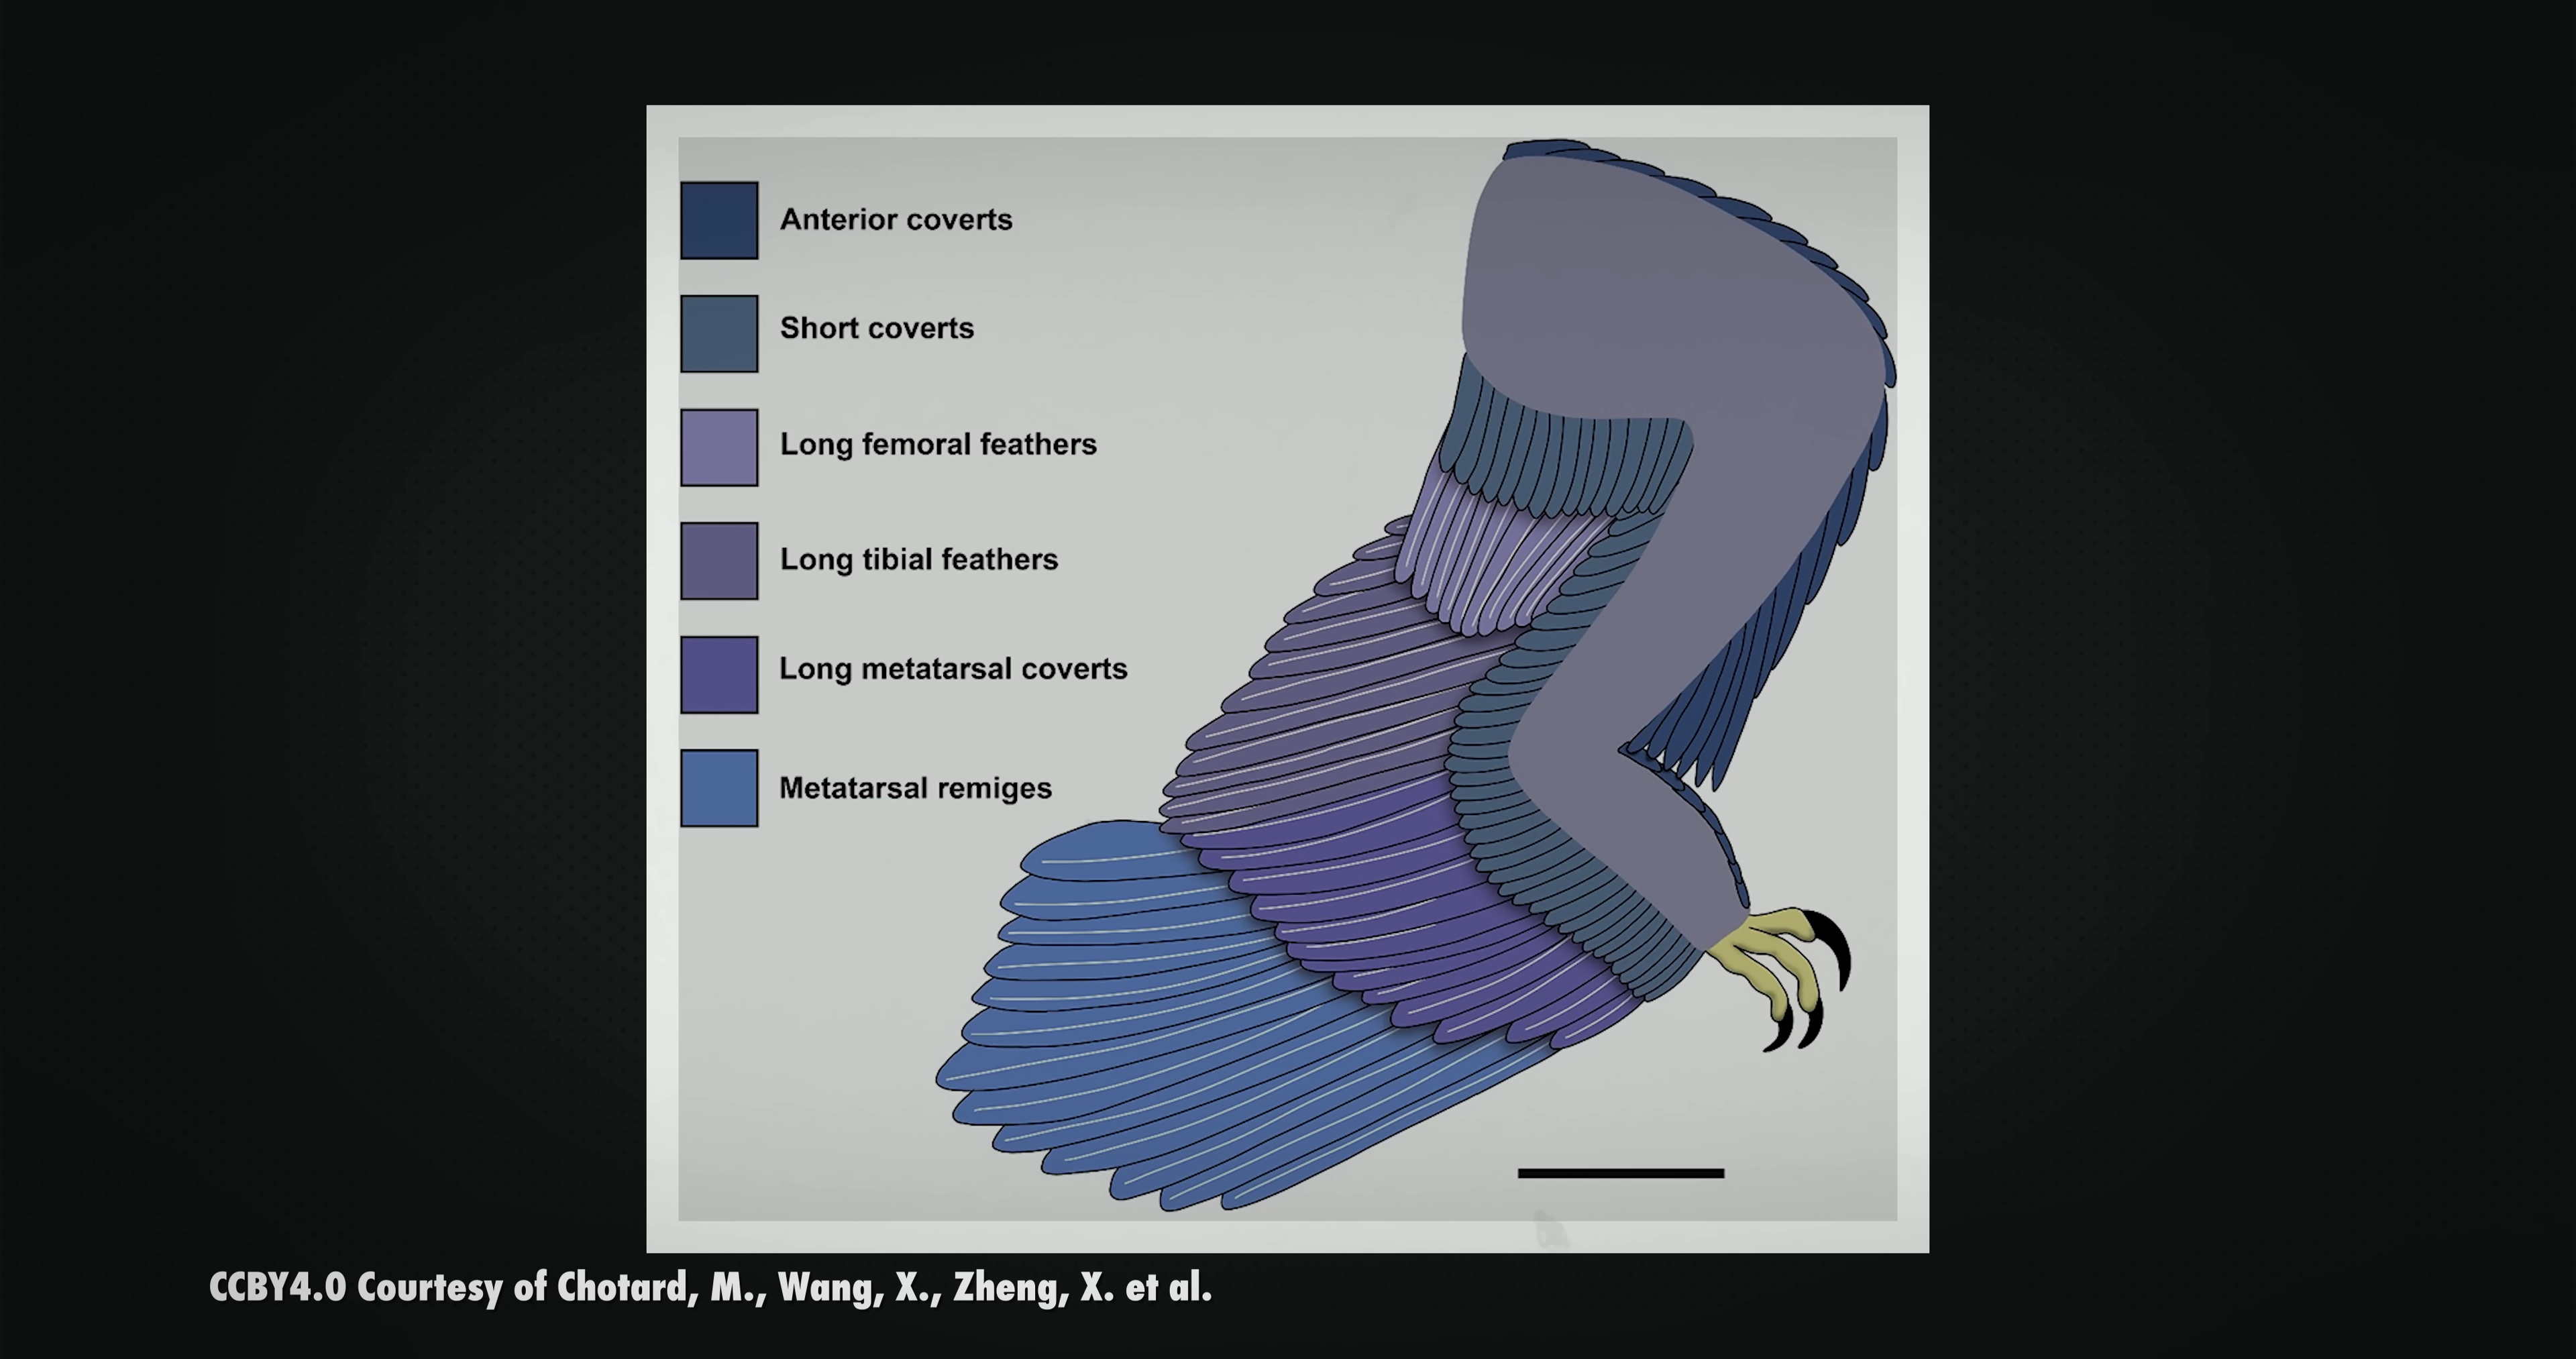 Anterior coverts
Short coverts
Long femoral feathers
Long tibial feathers
Long metatarsal coverts
Metatarsal remiges
CCBY4.0 Courtesy of Chotard, M., Wang, X., Zheng, X. et al.